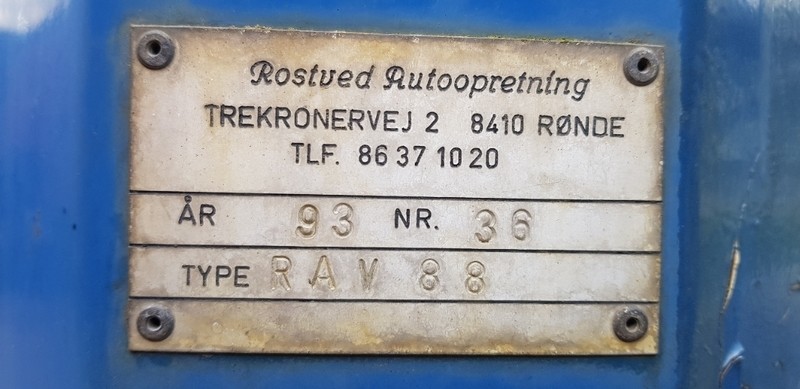 Rostved Autoopretning
TREKRONERVEJ 2 8410 RØNDE
TLF. 86 37 10 20
ÅR 93 NR. 36
TYPE RAV 88